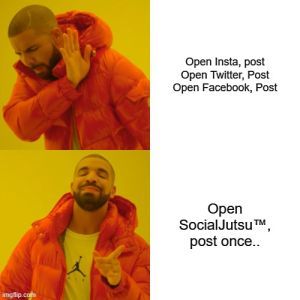 Open Insta, post
Open Twitter, Post
Open Facebook, Post
Open
SocialJutsu™,
post once..
imgflip.com